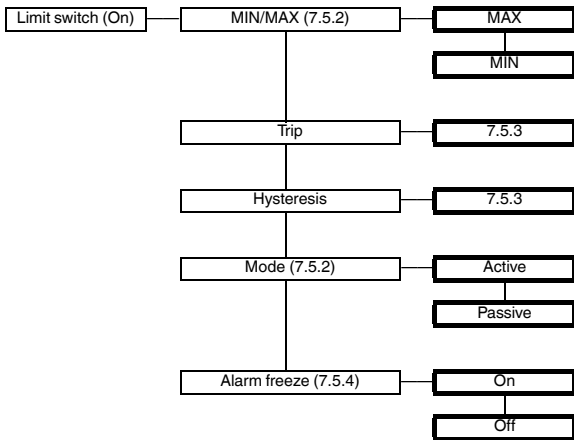 Limit switch (On)
MIN/MAX (7.5.2)
MAX
MIN
Trip
7.5.3
Hysteresis
7.5.3
Mode (7.5.2)
Active
Passive
Alarm freeze (7.5.4)
On
Off